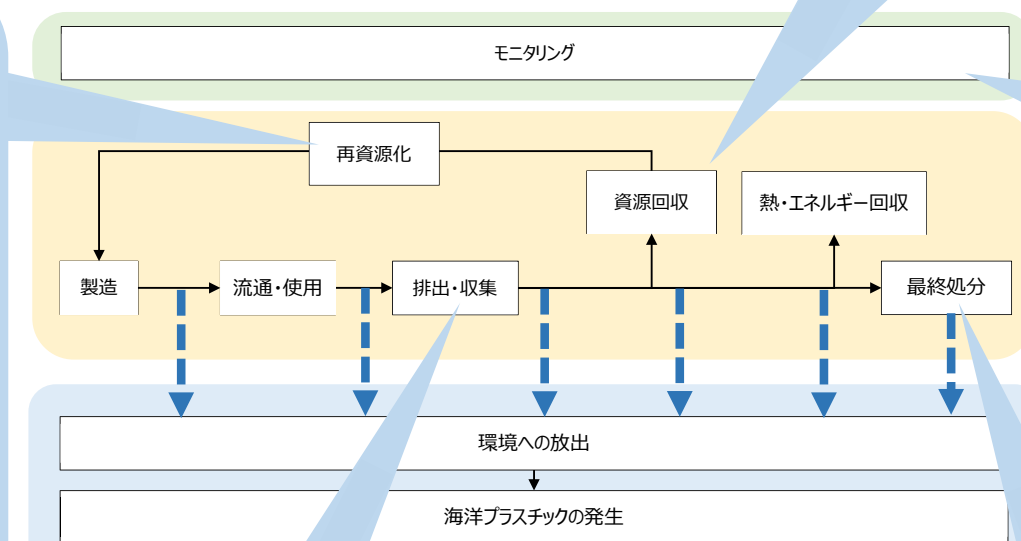 モニタリング
再資源化
資源回収
熱・エネルギー回収
製造
流通・使用
排出・収集
最終処分
環境への放出
海洋プラスチックの発生